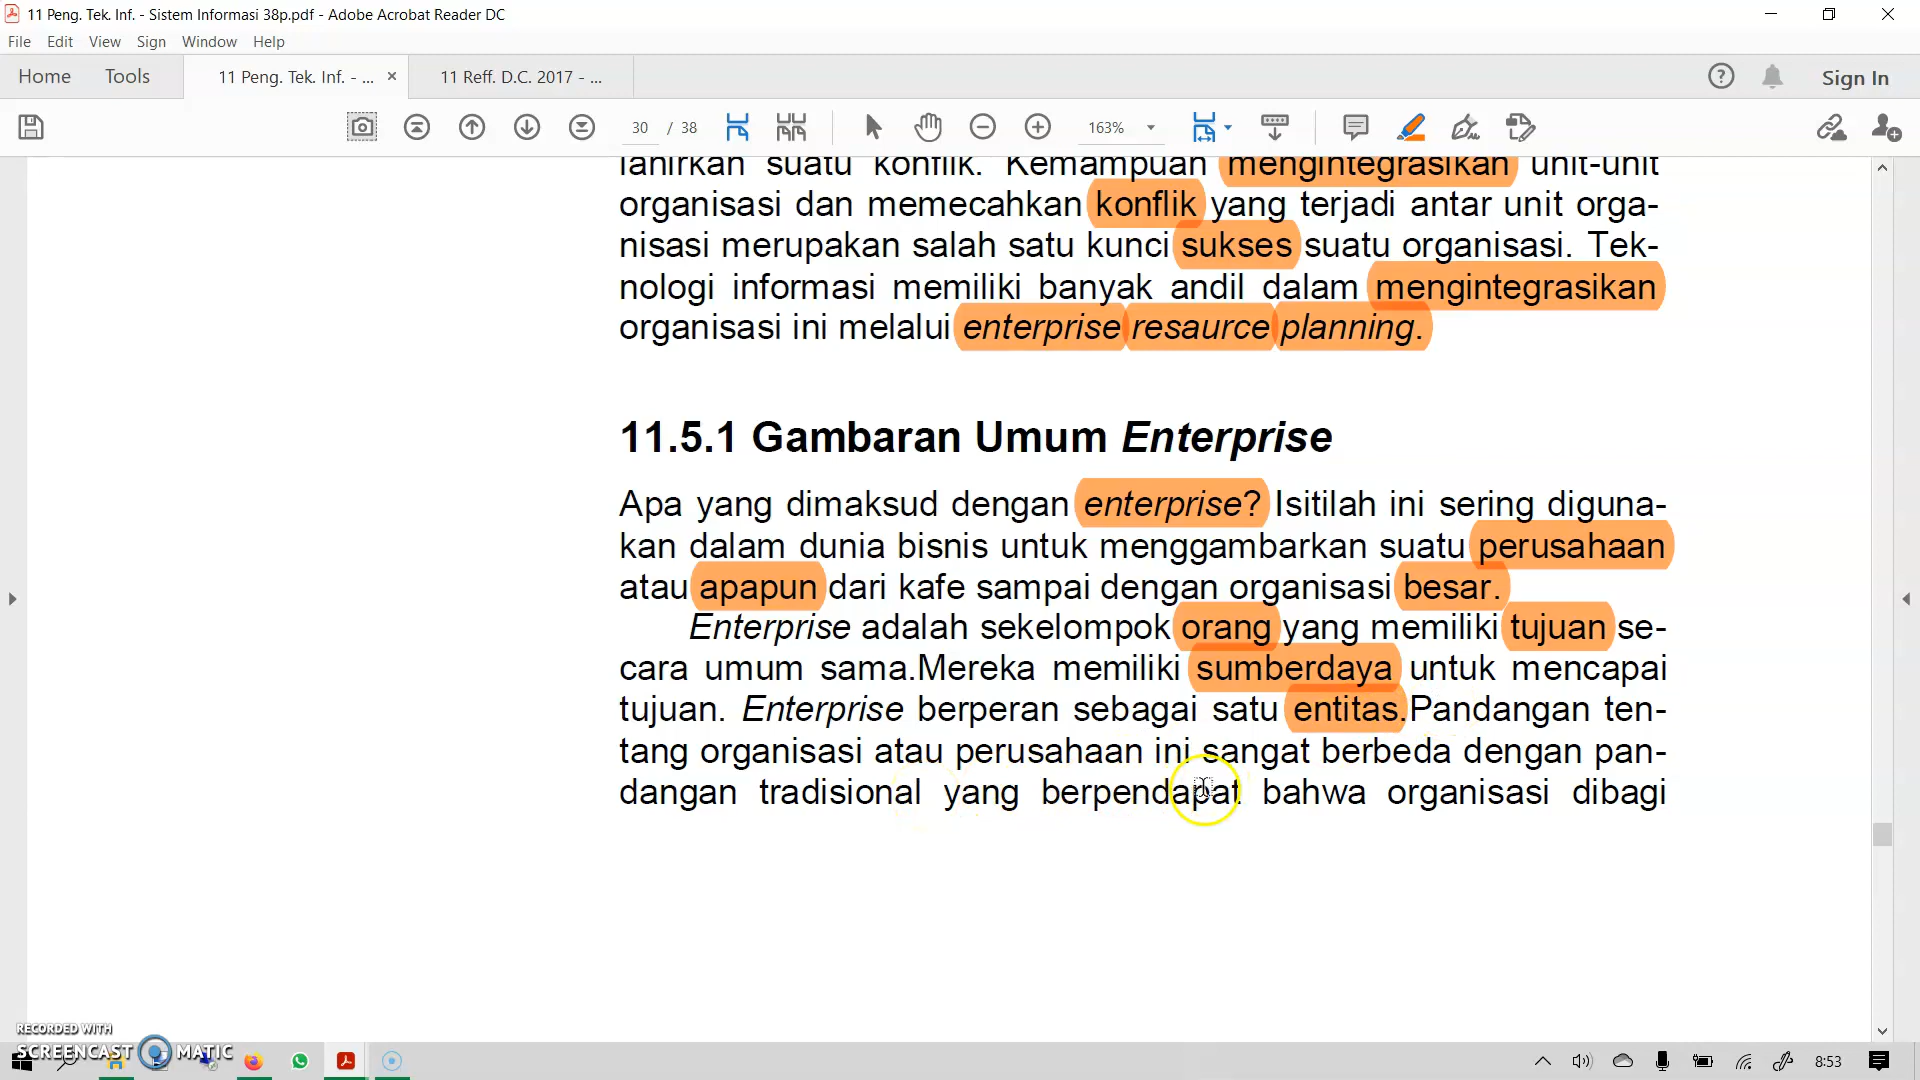 11 Peng. Tek. Inf. - Sistem Informasi 38p.pdf - Adobe Acrobat Reader DC
File Edit View Sign Window Help
Home Tools 11 Peng. Tek. Inf. - ... × 11 Reff. D.C. 2017 - ... Sign In
30 / 38 163%
lahirkan suatu konflik. Kemampuan mengintegrasikan unit-unit
organisasi dan memecahkan konflik yang terjadi antar unit orga-
nisasi merupakan salah satu kunci sukses suatu organisasi. Tek-
nologi informasi memiliki banyak andil dalam mengintegrasikan
organisasi ini melalui enterprise resaurce planning.
11.5.1 Gambaran Umum Enterprise
Apa yang dimaksud dengan enterprise? Isitilah ini sering diguna-
kan dalam dunia bisnis untuk menggambarkan suatu perusahaan
atau apapun dari kafe sampai dengan organisasi besar.
Enterprise adalah sekelompok orang yang memiliki tujuan se-
cara umum sama.Mereka memiliki sumberdaya untuk mencapai
tujuan. Enterprise berperan sebagai satu entitas.Pandangan ten-
tang organisasi atau perusahaan ini sangat berbeda dengan pan-
dangan tradisional yang berpendapat bahwa organisasi dibagi
RECORDED WITH
SCREENCAST MATIC
8:53